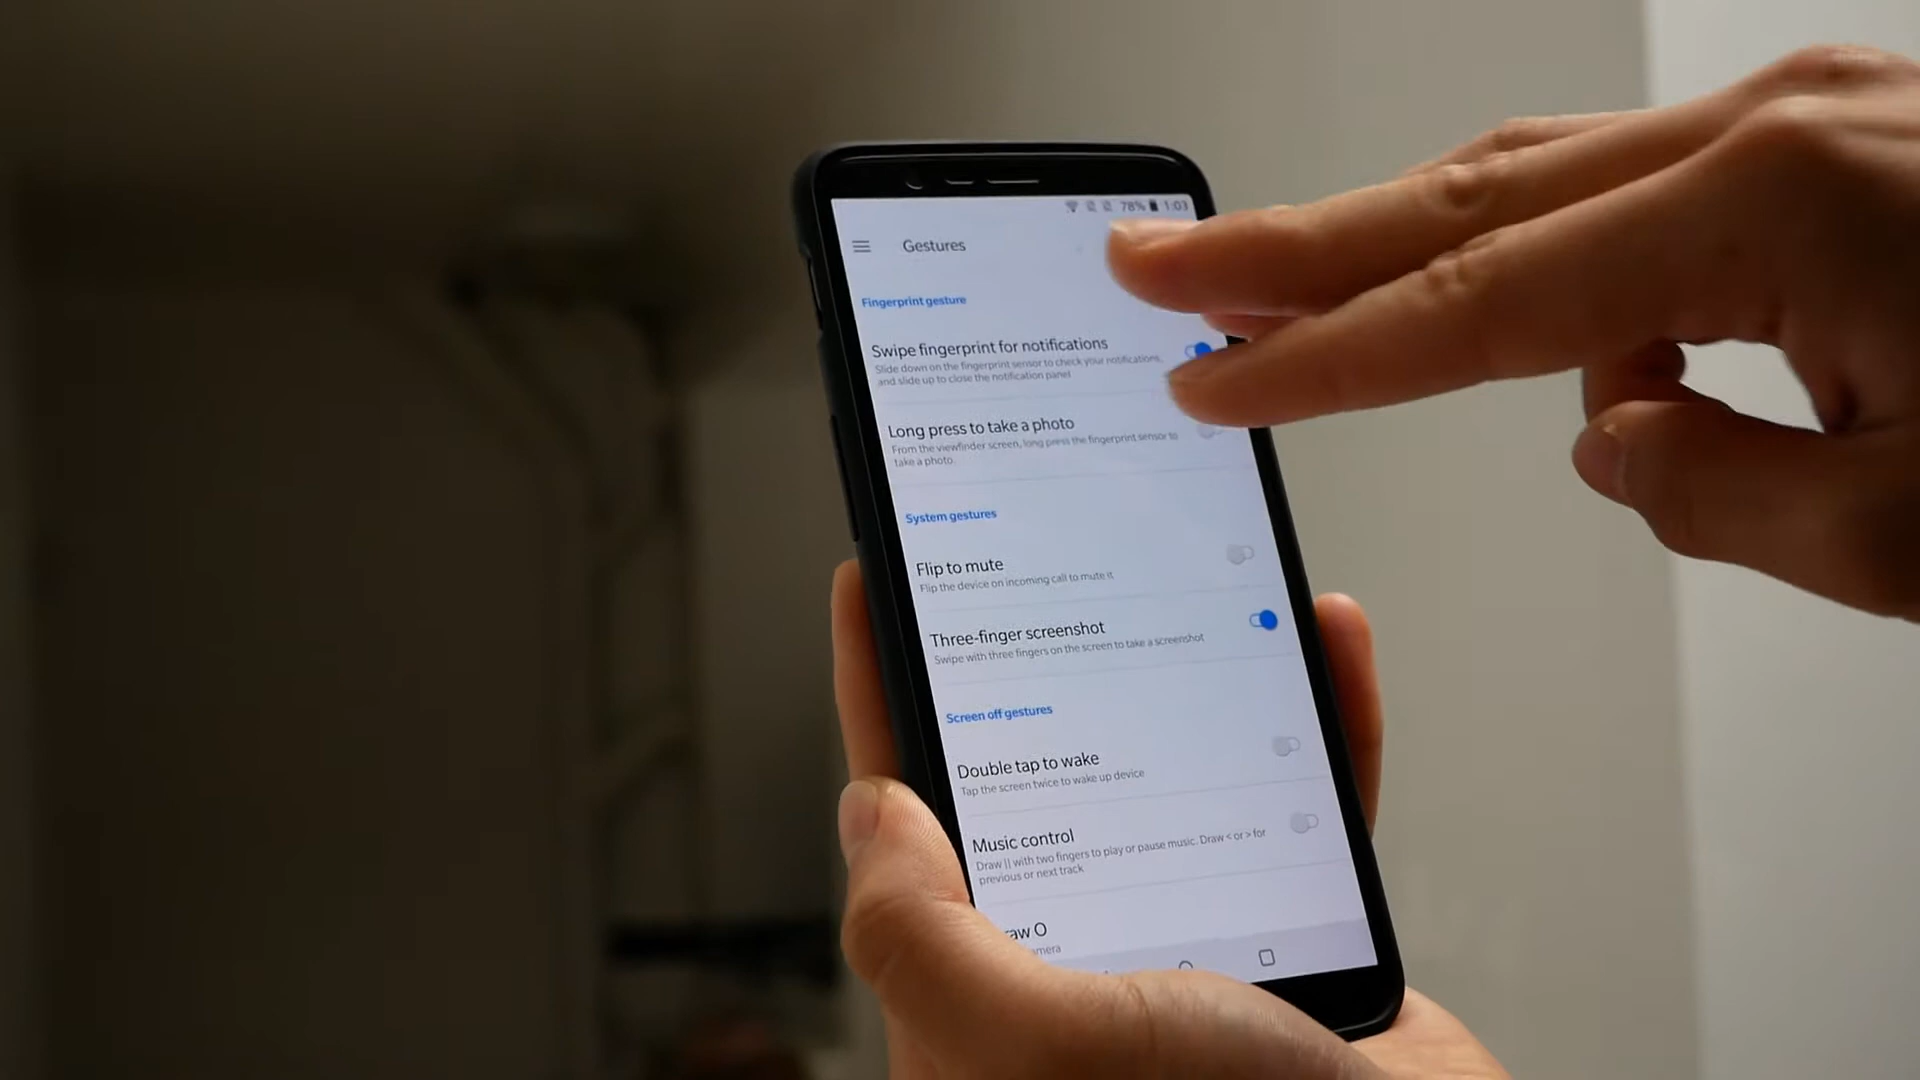 78% 1:03
Gestures
Fingerprint gesture
Swipe fingerprint for notifications
Slide down on the fingerprint sensor to check your notifications,
and slide up to close the notification panel
Long press to take a photo
From the viewfinder screen, long press the fingerprint sensor to
take a photo.
System gestures
Flip to mute
Flip the device on incoming call to mute it
Three-finger screenshot
Swipe with three fingers on the screen to take a screenshot
Screen off gestures
Double tap to wake
Tap the screen twice to wake up device
Music control
Draw || with two fingers to play or pause music. Draw < or > for
previous or next track
aw O
mera